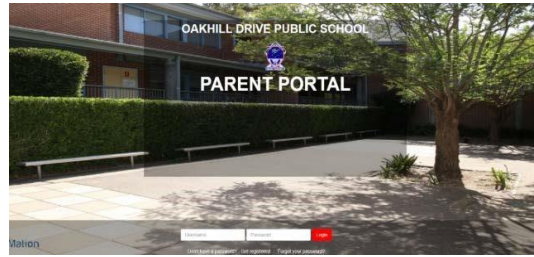 OAKHILL DRIVE PUBLIC SCHOOL
PARENT PORTAL
Username
Password
Login
Don't have a password? Get registered Forgot your password?